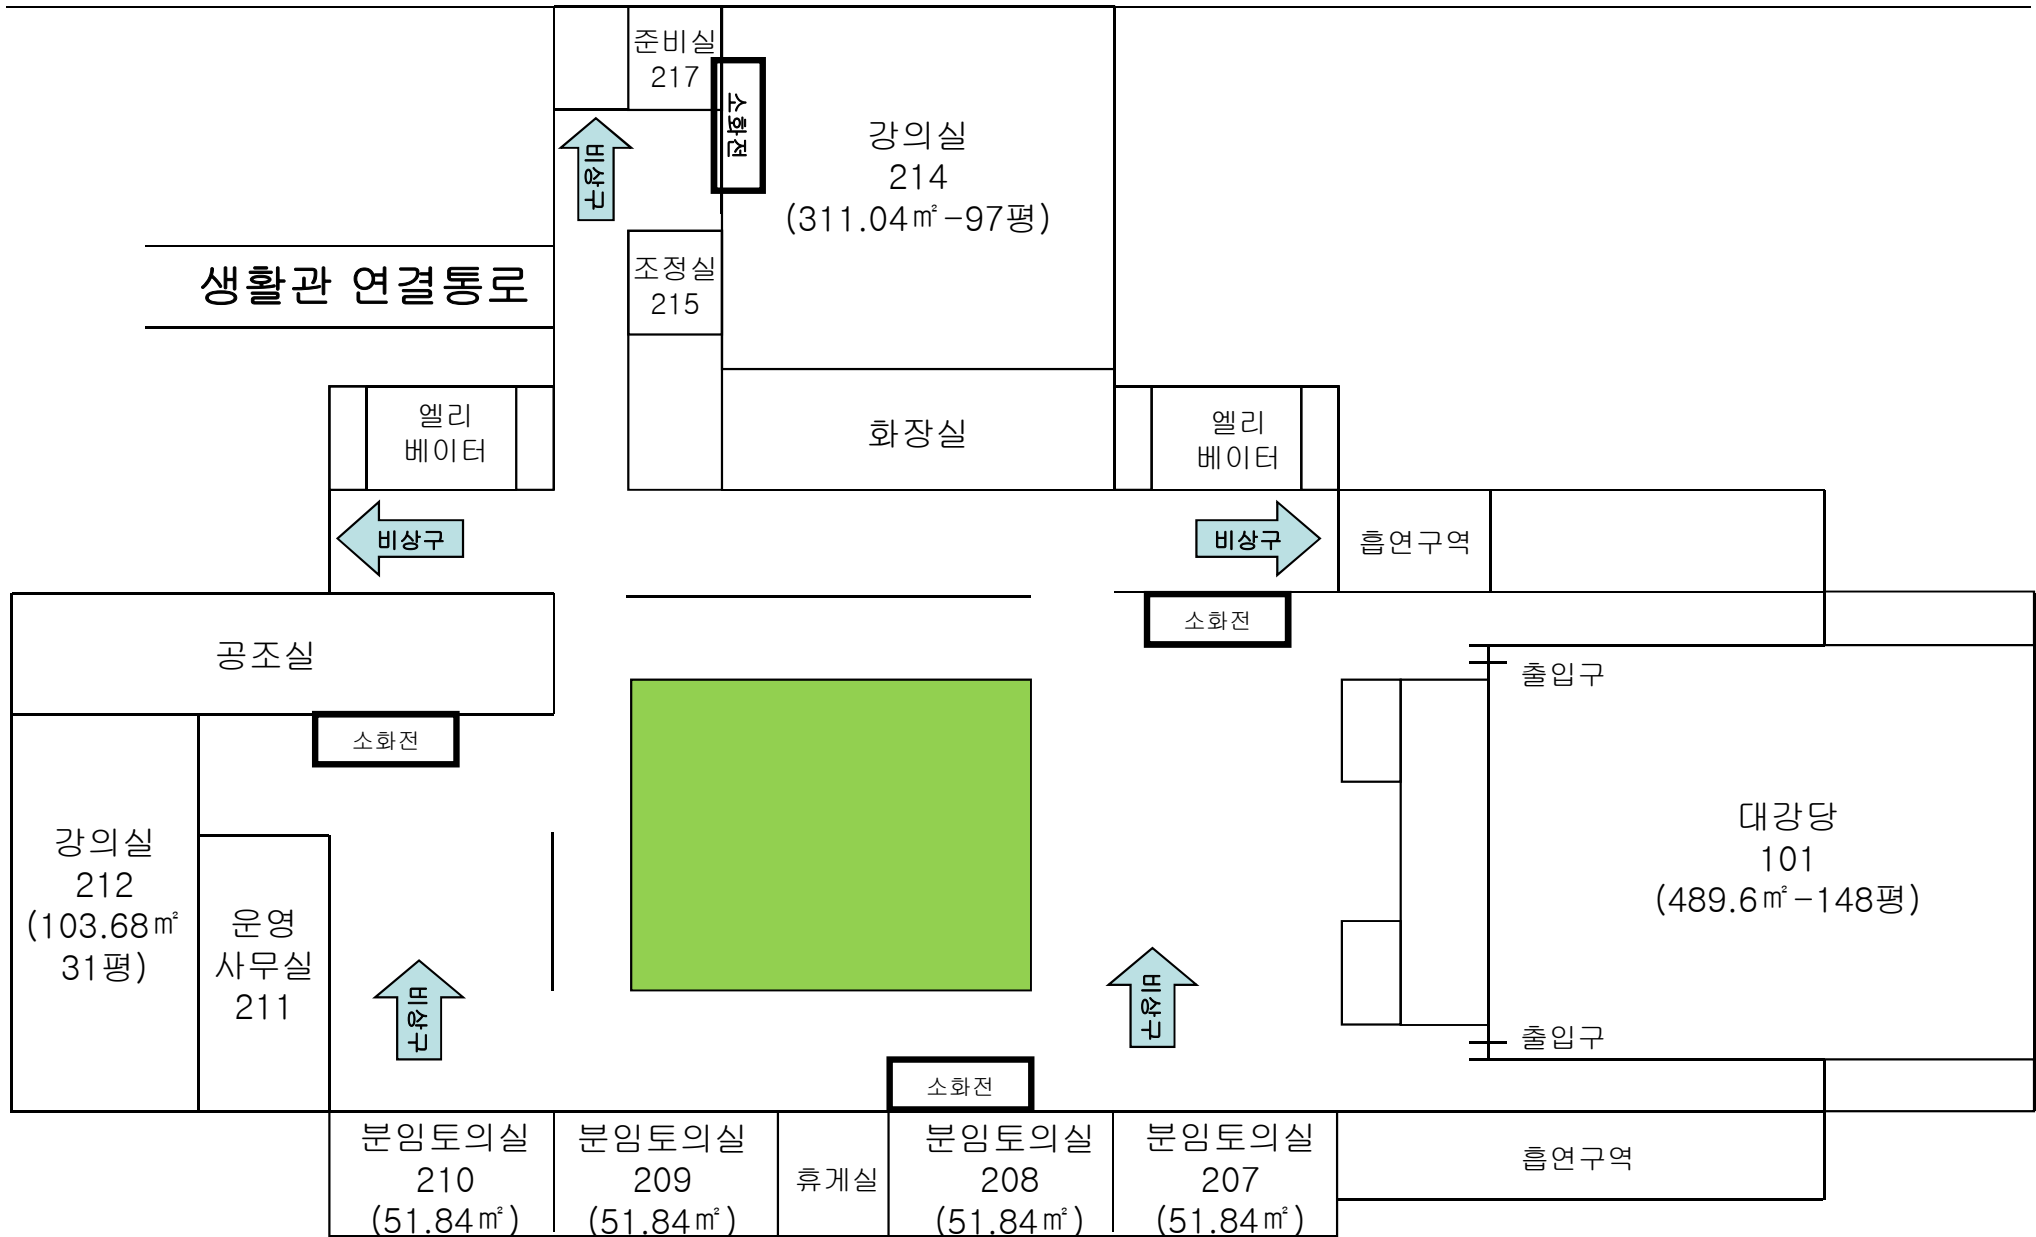 준비실
217
소화전
강의실
214
(311.04㎡-97평)
비상구
생활관 연결통로
조정실
215
엘리
베이터
화장실
엘리
베이터
비상구
비상구
흡연구역
소화전
공조실
출입구
소화전
강의실
212
(103.68㎡
31평)
운영
사무실
211
대강당
101
(489.6㎡-148평)
비상구
비상구
출입구
소화전
분임토의실
210
(51.84㎡)
분임토의실
209
(51.84㎡)
휴게실
분임토의실
208
(51.84㎡)
분임토의실
207
(51.84㎡)
흡연구역